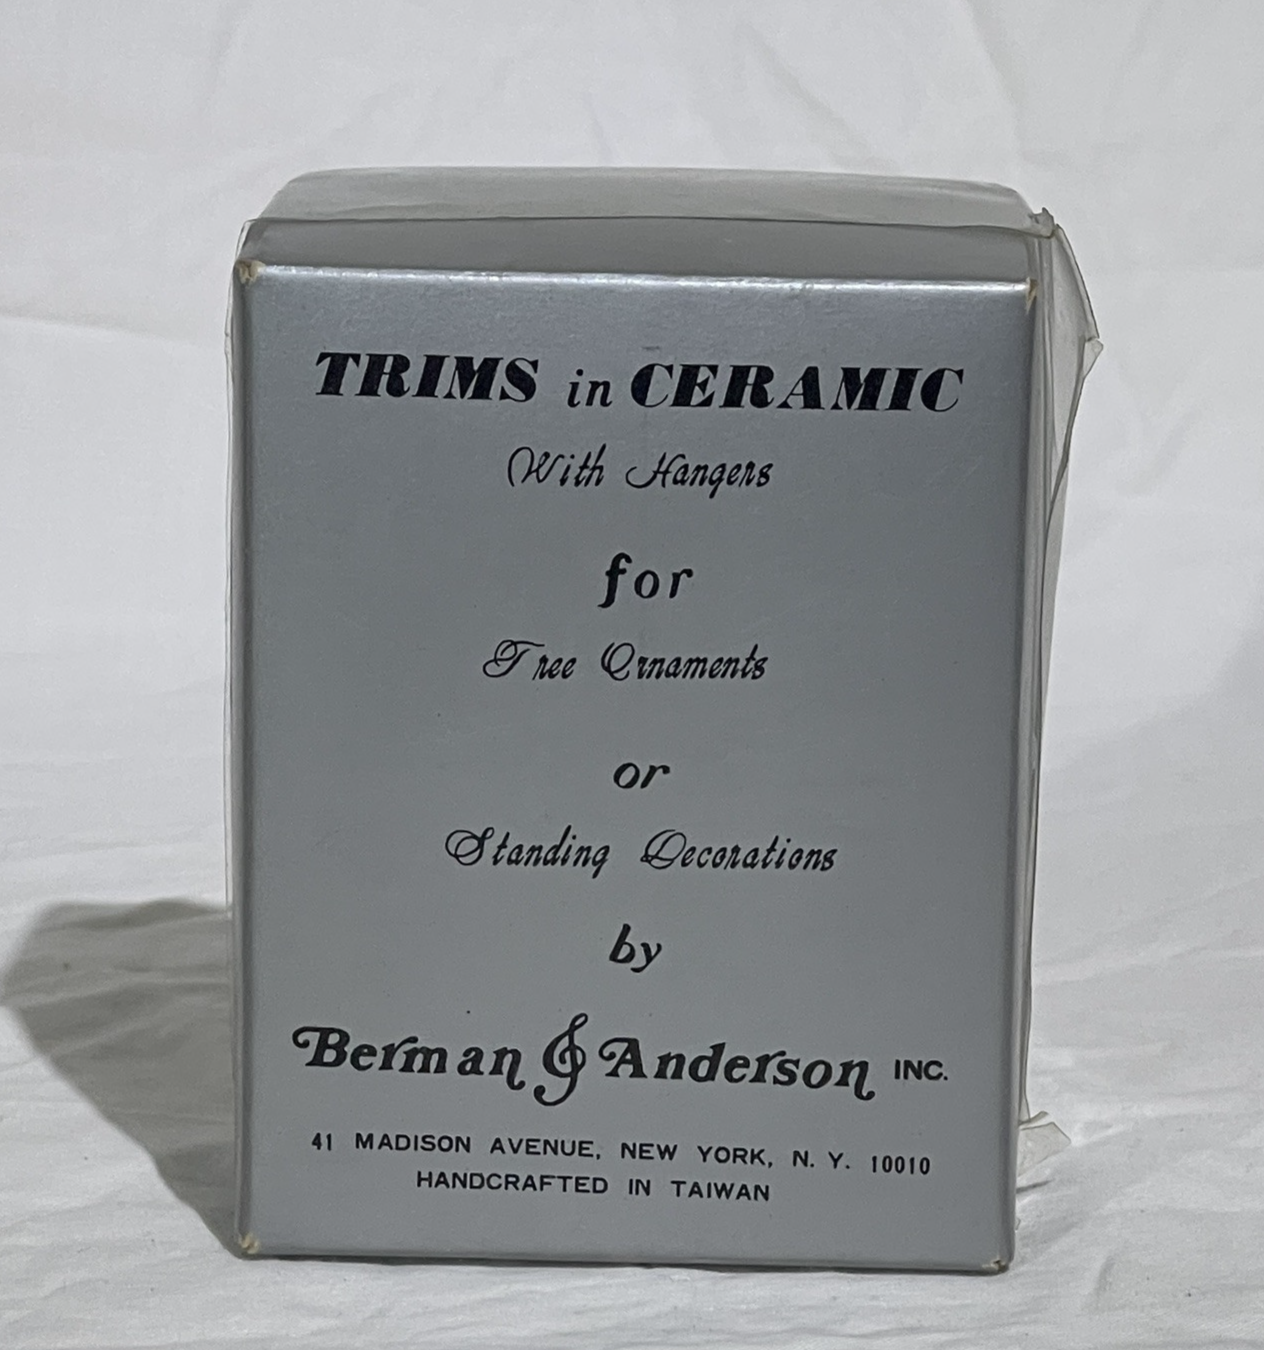 TRIMS in CERAMIC
With Hangers
for
Tree Ornaments
or
Standing Decorations
by
Berman & Anderson INC.
41 MADISON AVENUE, NEW YORK, N. Y. 10010
HANDCRAFTED IN TAIWAN